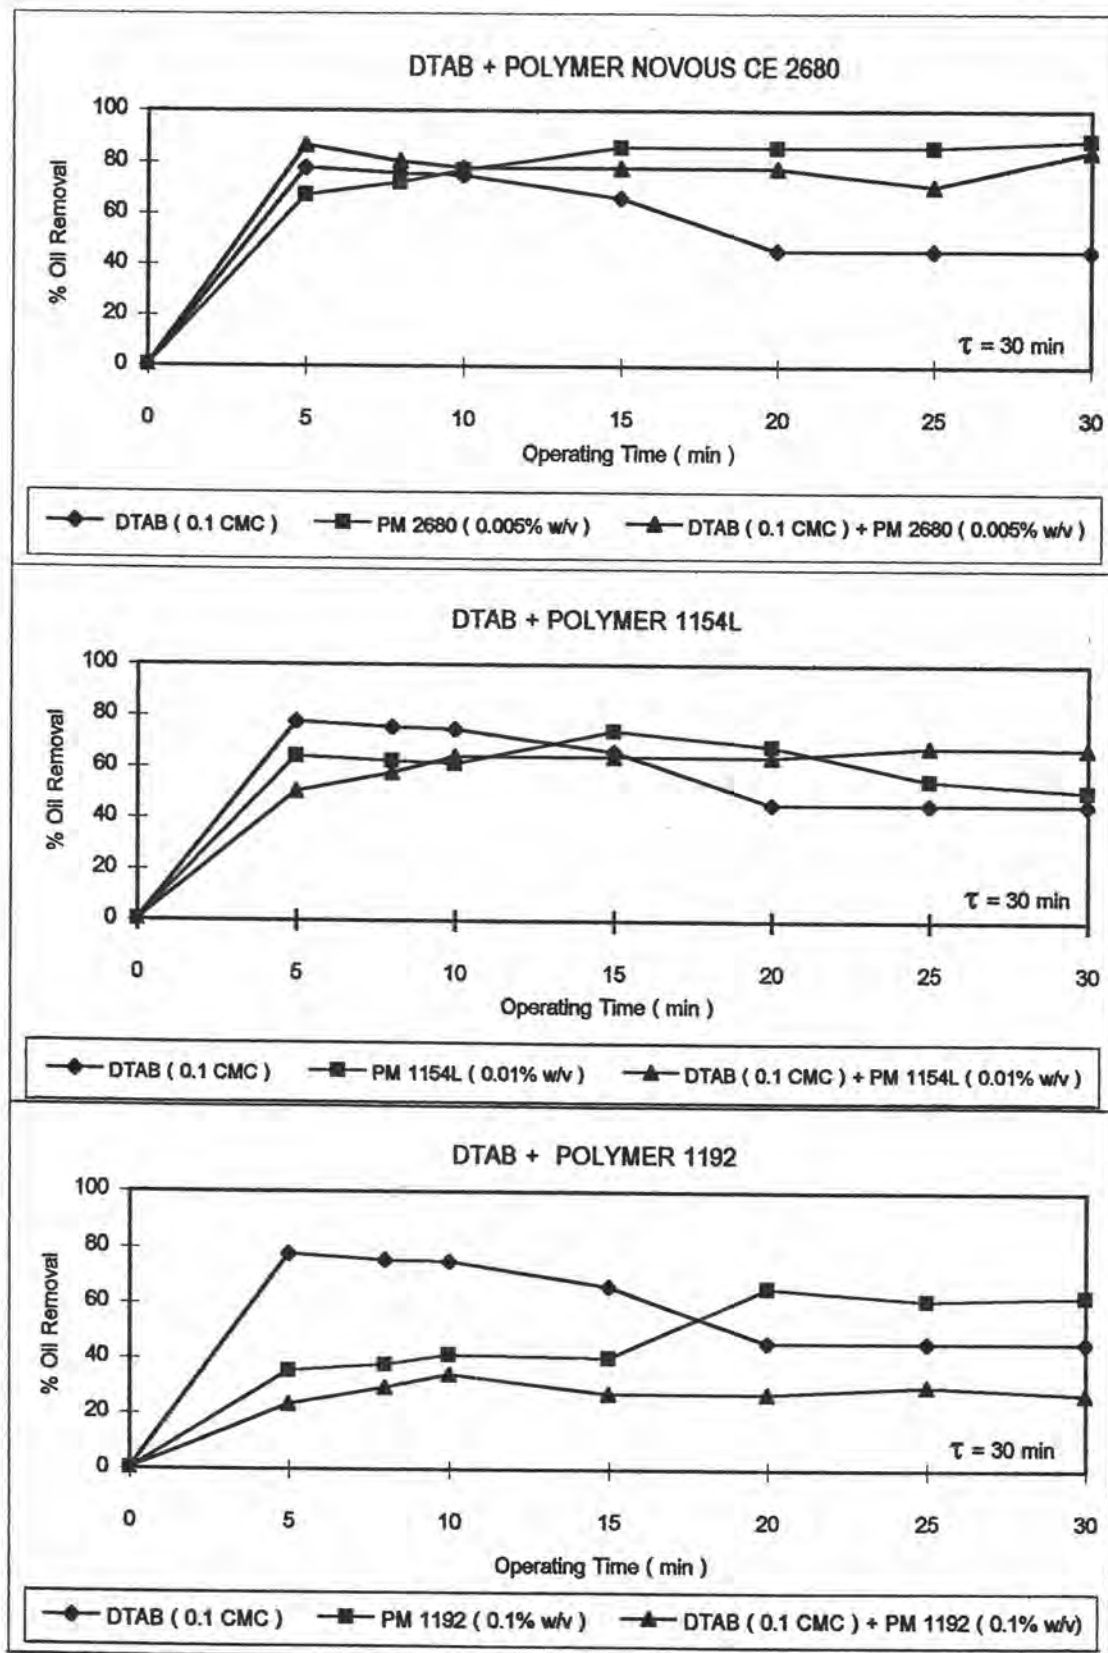 DTAB + POLYMER NOVOUS CE 2680
100
80
60
40
20
0
% Oil Removal
τ = 30 min
0 5 10 15 20 25 30
Operating Time ( min )
DTAB ( 0.1 CMC ) PM 2680 ( 0.005% w/v ) DTAB ( 0.1 CMC ) + PM 2680 ( 0.005% w/v )
DTAB + POLYMER 1154L
100
80
60
40
20
0
% Oil Removal
τ = 30 min
0 5 10 15 20 25 30
Operating Time ( min )
DTAB ( 0.1 CMC ) PM 1154L ( 0.01% w/v ) DTAB ( 0.1 CMC ) + PM 1154L ( 0.01% w/v )
DTAB + POLYMER 1192
100
80
60
40
20
0
% Oil Removal
τ = 30 min
0 5 10 15 20 25 30
Operating Time ( min )
DTAB ( 0.1 CMC ) PM 1192 ( 0.1% w/v ) DTAB ( 0.1 CMC ) + PM 1192 ( 0.1% w/v)